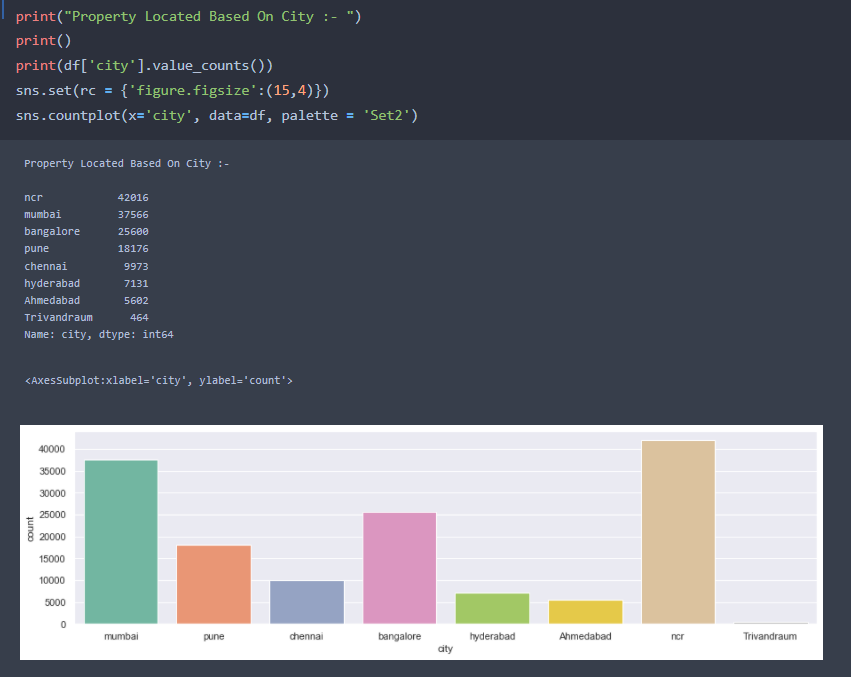 print("Property Located Based On City :- ")
print()
print(df['city'].value_counts())
sns.set(rc = {'figure.figsize':(15,4)})
sns.countplot(x='city', data=df, palette = 'Set2')
Property Located Based On City :-
ncr 42016
mumbai 37566
bangalore 25600
pune 18176
chennai 9973
hyderabad 7131
Ahmedabad 5602
Trivandraum 464
Name: city, dtype: int64
<AxesSubplot:xlabel='city', ylabel='count'>
40000
35000
30000
25000
20000
15000
10000
5000
0
count
mumbai pune chennai bangalore hyderabad Ahmedabad ncr Trivandraum
city